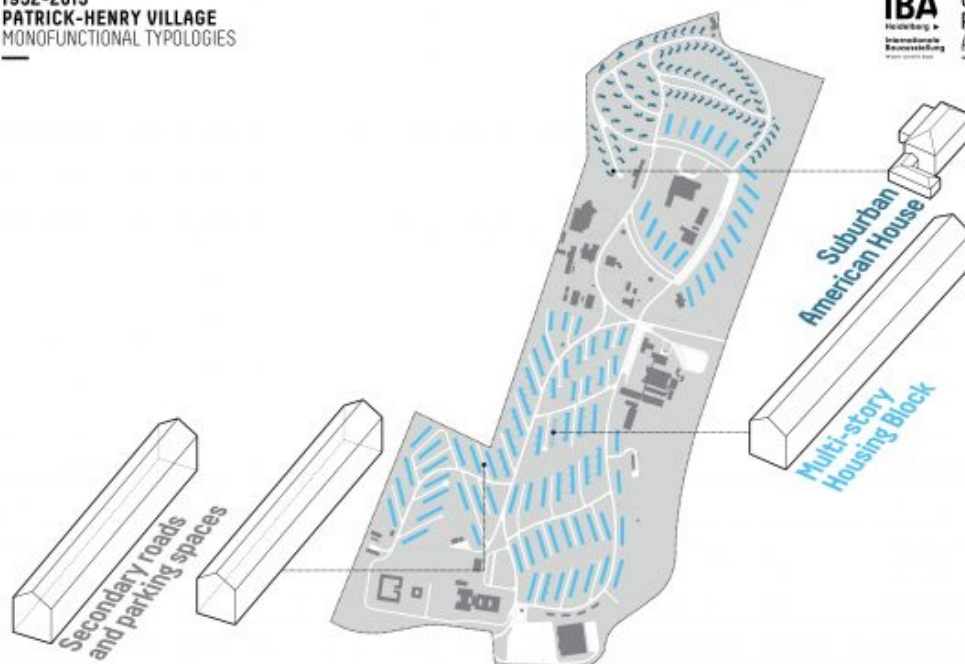 PATRICK-HENRY VILLAGE
MONOFUNCTIONAL TYPOLOGIES
IBA
Heidelberg
Internationale
Bauausstellung
Suburban
American House
Multi-story
Housing Block
Secondary roads
and parking spaces